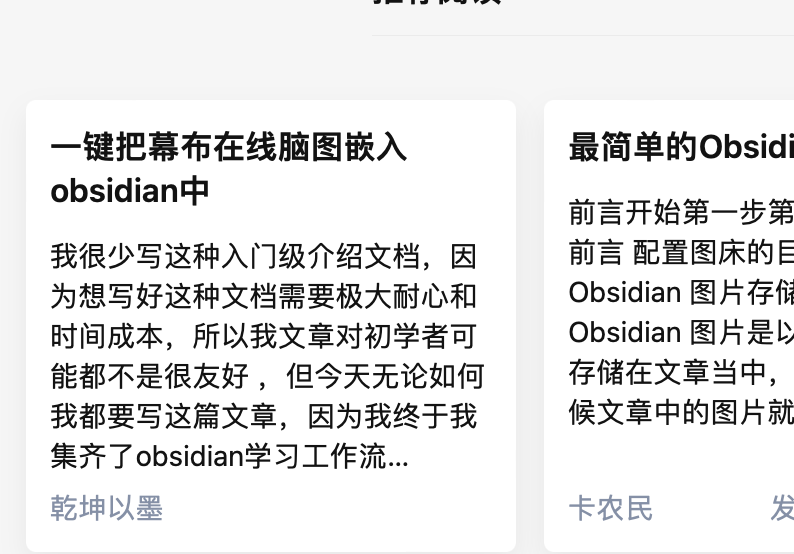 推荐阅读
一键把幕布在线脑图嵌入
obsidian中
我很少写这种入门级介绍文档，因
为想写好这种文档需要极大耐心和
时间成本，所以我文章对初学者可
能都不是很友好 ，但今天无论如何
我都要写这篇文章，因为我终于我
集齐了obsidian学习工作流...
乾坤以墨
最简单的Obsidi
前言开始第一步第
前言 配置图床的目
Obsidian 图片存储
Obsidian 图片是以
存储在文章当中，
候文章中的图片就
卡农民
发